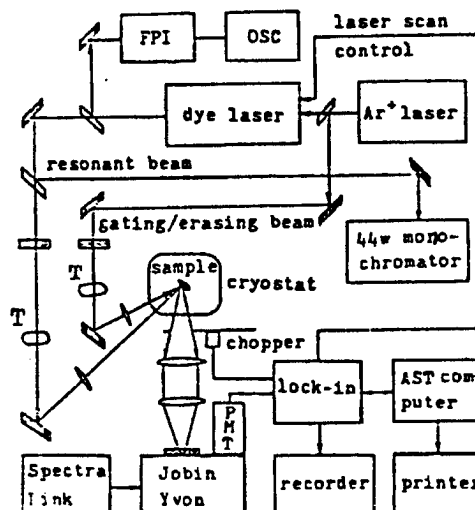 laser scan
control
FPI
OSC
dye laser
Ar+ laser
resonant beam
gating/erasing beam
44w mono-
chromator
sample
cryostat
T
T
chopper
lock-in
AST com
puter
PMT
Spectra
link
Jobin
Yvon
recorder
printer